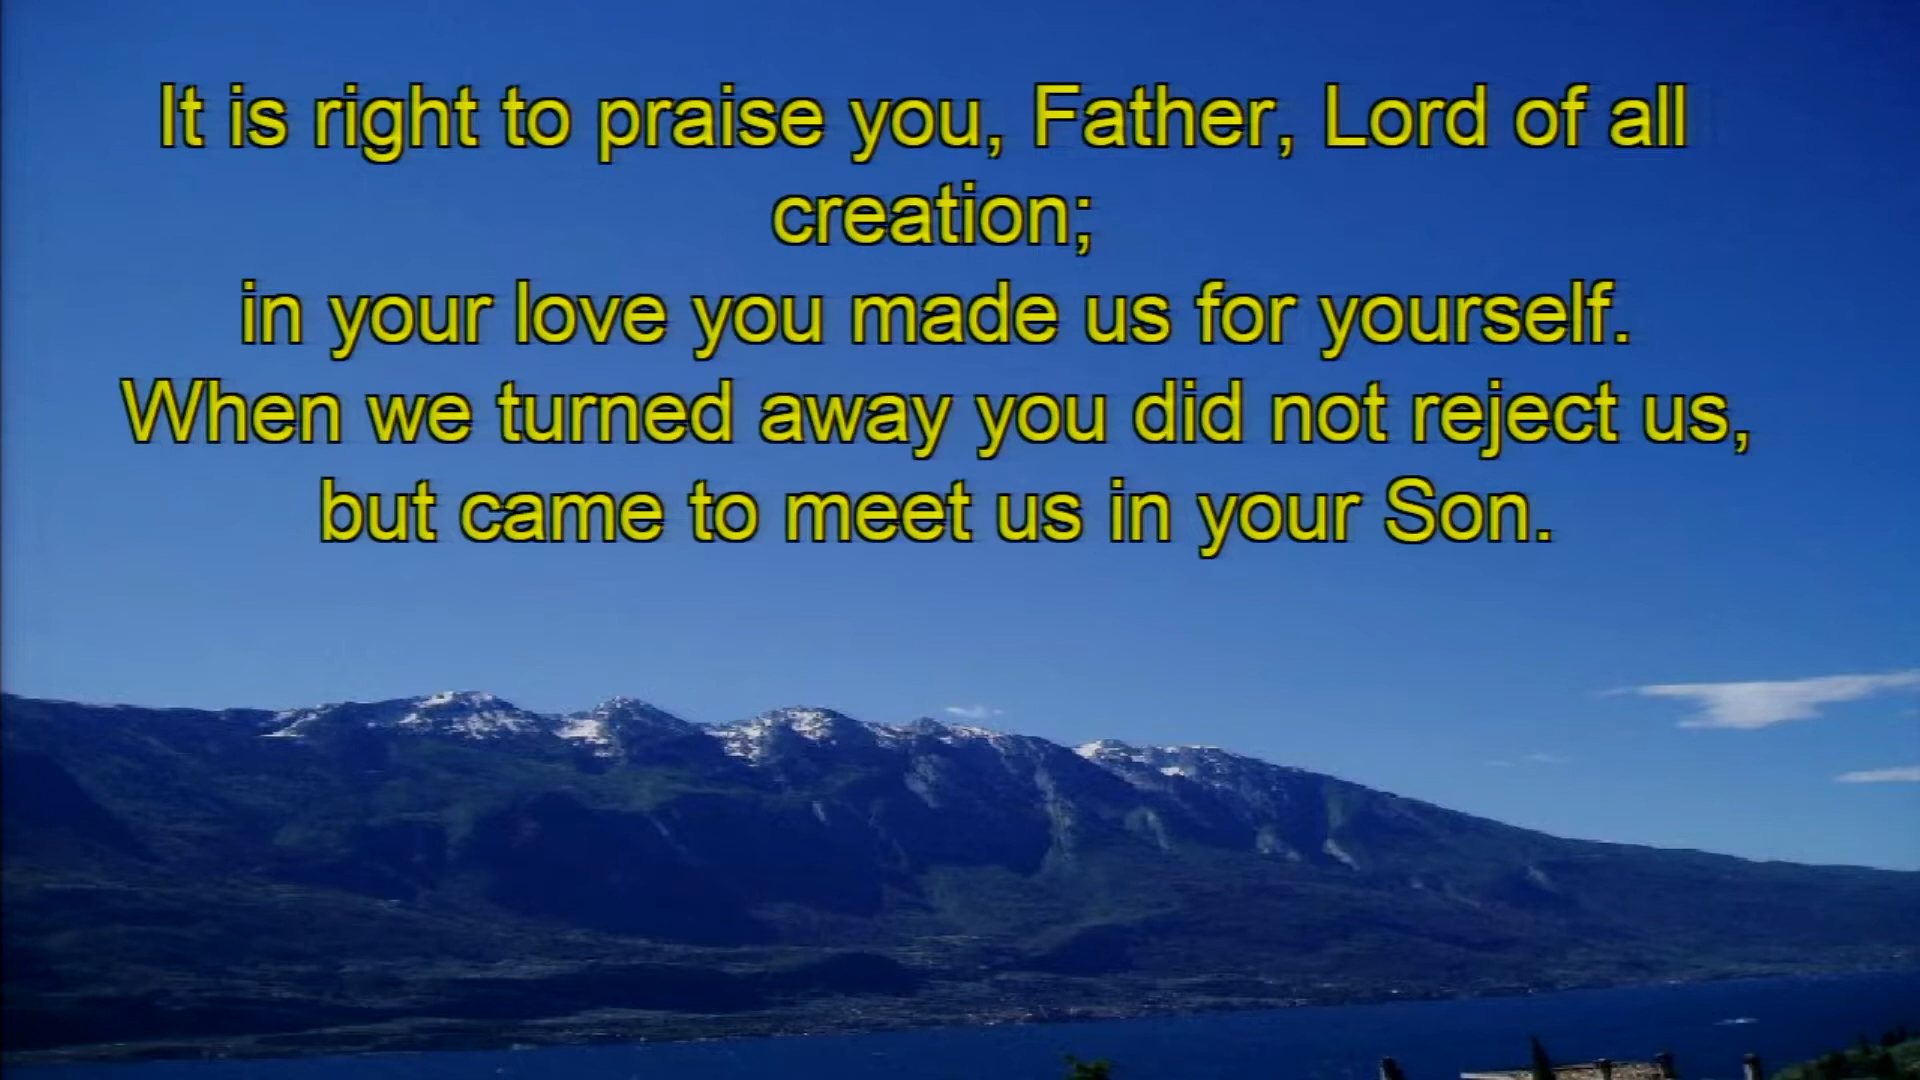 It is right to praise you, Father, Lord of all
creation;
in your love you made us for yourself.
When we turned away you did not reject us,
but came to meet us in your Son.